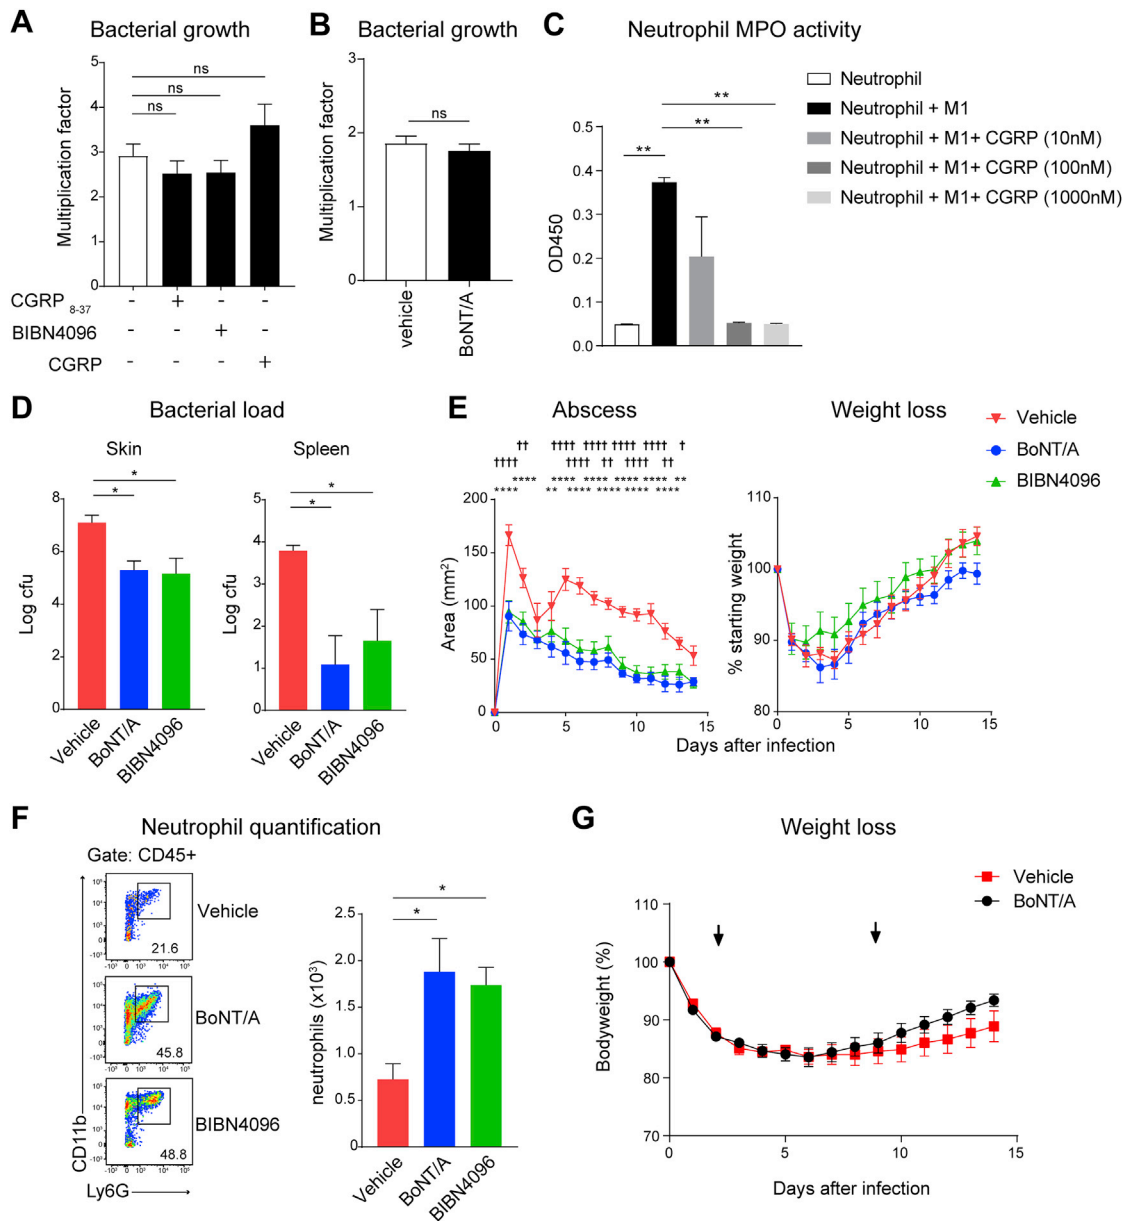 A
Bacterial growth
Multiplication factor
5
4
3
2
1
0
ns
ns
ns
CGRP 8-37 - + - -
BIBN4096 - - + -
CGRP - - - +
B
Bacterial growth
Multiplication factor
3
2
1
0
ns
vehicle
BoNT/A
C
Neutrophil MPO activity
OD450
0.5
0.4
0.3
0.2
0.1
0.0
**
**
**
Neutrophil
Neutrophil + M1
Neutrophil + M1+ CGRP (10nM)
Neutrophil + M1+ CGRP (100nM)
Neutrophil + M1+ CGRP (1000nM)
D
Bacterial load
Skin
Log cfu
8
6
4
2
0
*
*
Vehicle
BoNT/A
BIBN4096
Spleen
Log cfu
5
4
3
2
1
0
*
*
Vehicle
BoNT/A
BIBN4096
E
Abscess
†† †††† †††† †††† †††† †
†††† †††† †† †††† ††
**** **** **** **** **** **
**** ** **** **** **** ****
Area (mm2)
200
150
100
50
0
0 5 10 15
Weight loss
% starting weight
110
100
90
80
0 5 10 15
Days after infection
Vehicle
BoNT/A
BIBN4096
F
Neutrophil quantification
Gate: CD45+
21.6
Vehicle
45.8
BoNT/A
48.8
BIBN4096
CD11b
Ly6G
neutrophils (x103)
2.5
2.0
1.5
1.0
0.5
0
*
*
Vehicle
BoNT/A
BIBN4096
G
Weight loss
Vehicle
BoNT/A
Bodyweight (%)
110
100
90
80
70
0 5 10 15
Days after infection